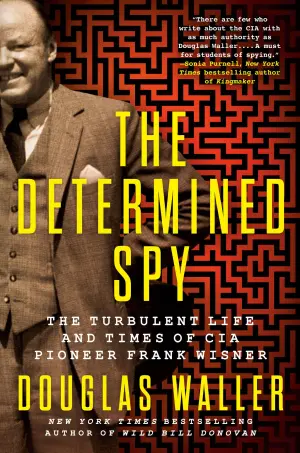 "There are few who
write about the CIA with
as much authority as
Douglas Waller....A must
for students of spying."
—Sonia Purnell, New York
Times bestselling author
of Kingmaker
THE
DETERMINED
SPY
THE TURBULENT LIFE
AND TIMES OF CIA
PIONEER FRANK WISNER
DOUGLAS WALLER
NEW YORK TIMES BESTSELLING
AUTHOR OF WILD BILL DONOVAN